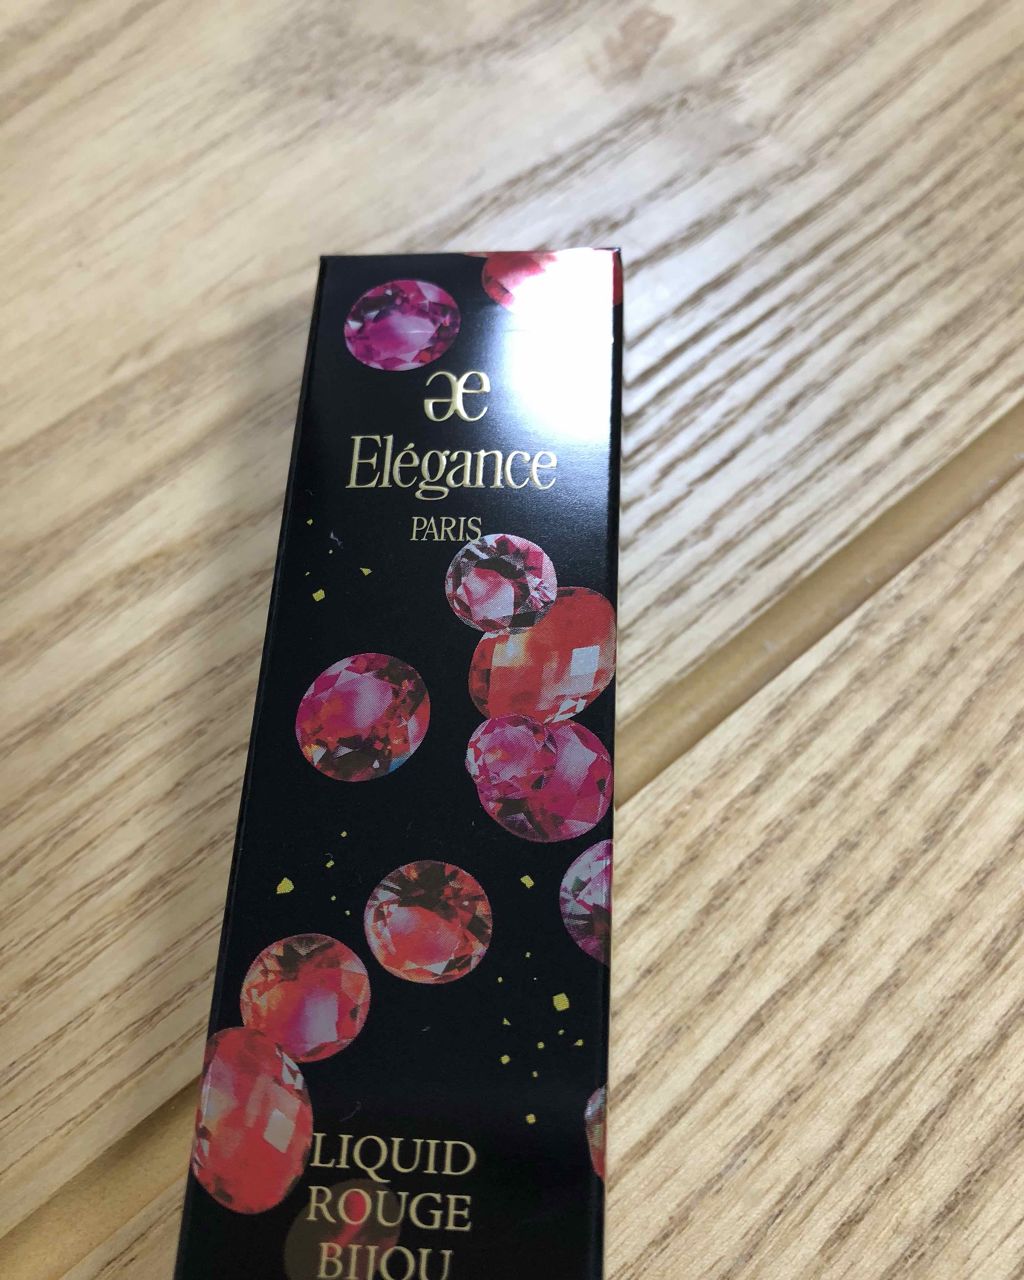 æ
Elégance
PARIS
LIQUID
ROUGE
BIJOU